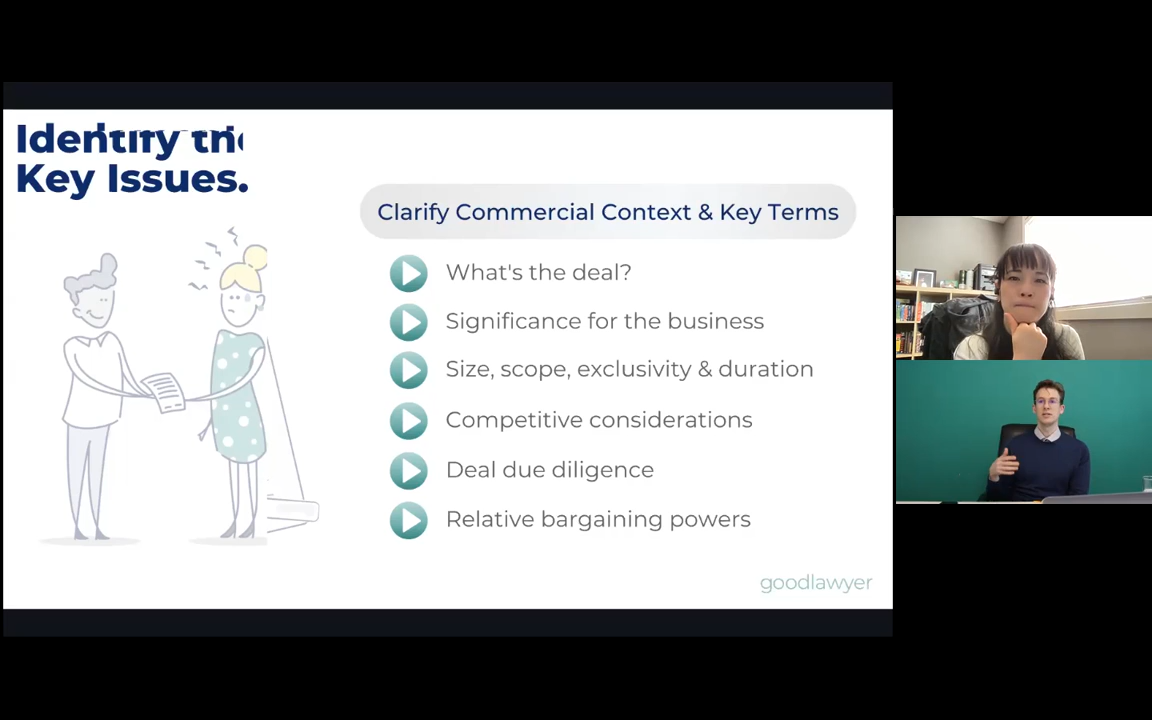 Identify the
Key Issues.
Clarify Commercial Context & Key Terms
What's the deal?
Significance for the business
Size, scope, exclusivity & duration
Competitive considerations
Deal due diligence
Relative bargaining powers
goodlawyer